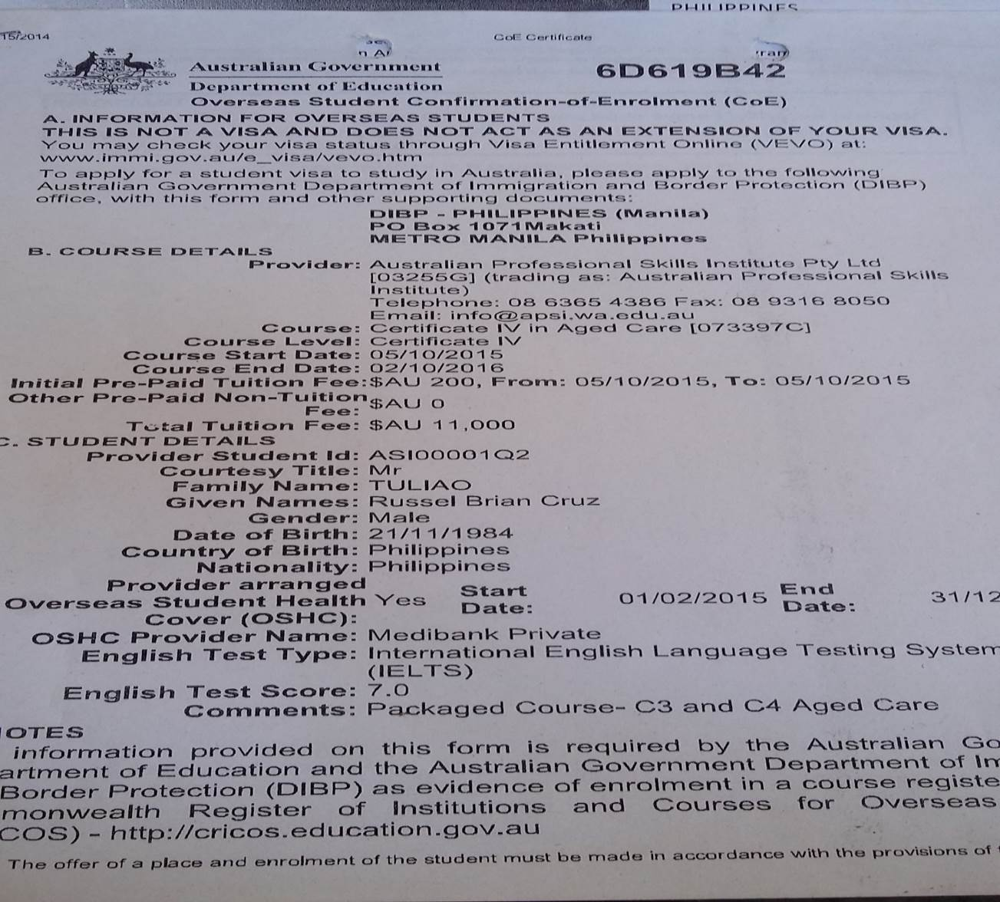 PHILIPPINES
15/2014 CoE Certificate
Australian Government 6D619B42
Department of Education
Overseas Student Confirmation-of-Enrolment (CoE)
A. INFORMATION FOR OVERSEAS STUDENTS
THIS IS NOT A VISA AND DOES NOT ACT AS AN EXTENSION OF YOUR VISA.
You may check your visa status through Visa Entitlement Online (VEVO) at:
www.immi.gov.au/e_visa/vevo.htm
To apply for a student visa to study in Australia, please apply to the following
Australian Government Department of Immigration and Border Protection (DIBP)
office, with this form and other supporting documents:
DIBP - PHILIPPINES (Manila)
PO Box 1071Makati
METRO MANILA Philippines
B. COURSE DETAILS
Provider: Australian Professional Skills Institute Pty Ltd
[03255G] (trading as: Australian Professional Skills
Institute)
Telephone: 08 6365 4386 Fax: 08 9316 8050
Email: info@apsi.wa.edu.au
Course: Certificate IV in Aged Care [073397C]
Course Level: Certificate IV
Course Start Date: 05/10/2015
Course End Date: 02/10/2016
Initial Pre-Paid Tuition Fee:$AU 200, From: 05/10/2015, To: 05/10/2015
Other Pre-Paid Non-Tuition
Fee: $AU 0
Total Tuition Fee: $AU 11,000
C. STUDENT DETAILS
Provider Student Id: ASI00001Q2
Courtesy Title: Mr
Family Name: TULIAO
Given Names: Russel Brian Cruz
Gender: Male
Date of Birth: 21/11/1984
Country of Birth: Philippines
Nationality: Philippines
Provider arranged
Overseas Student Health Yes Start Date: 01/02/2015 End Date: 31/12
Cover (OSHC):
OSHC Provider Name: Medibank Private
English Test Type: International English Language Testing System
(IELTS)
English Test Score: 7.0
Comments: Packaged Course- C3 and C4 Aged Care
OTES
information provided on this form is required by the Australian Go
artment of Education and the Australian Government Department of Im
Border Protection (DIBP) as evidence of enrolment in a course registe
monwealth Register of Institutions and Courses for Overseas
COS) - http://cricos.education.gov.au
The offer of a place and enrolment of the student must be made in accordance with the provisions of